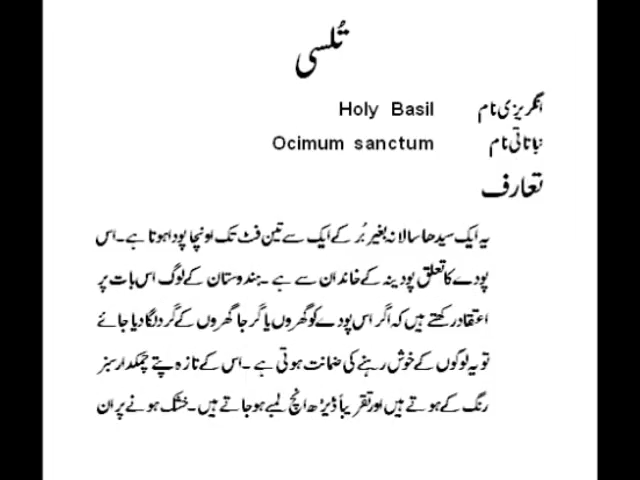 تُلسی
انگریزی نام Holy Basil
نباتاتی نام Ocimum sanctum
تعارف
یہ ایک سیدھا سالانہ بغیر بُر کے ایک سے تین فٹ تک اونچا پودا ہوتا ہے۔ اس
پودے کا تعلق پودینہ کے خاندان سے ہے ۔ ہندوستان کے لوگ اس بات پر
اعتقاد رکھتے ہیں کہ اگر اس پودے کو گھروں یا گر جا گھروں کے گرد لگا دیا جائے
تو یہ لوگوں کے خوش رہنے کی ضمانت ہوتی ہے ۔ اس کے تازہ پتے چمکدار سبز
رنگ کے ہوتے ہیں اور تقریباً ڈیڑھ انچ لمبے ہو جاتے ہیں ۔ خشک ہونے پر ان